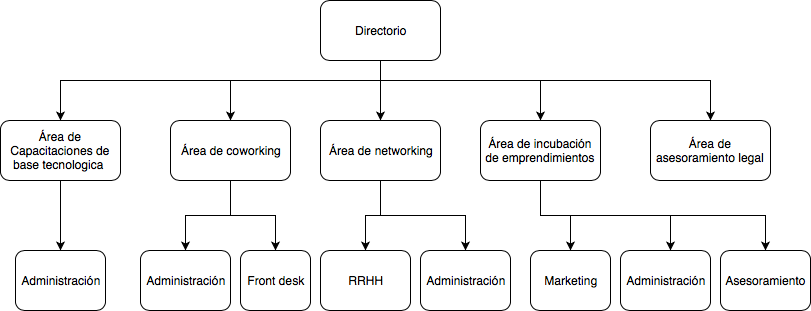 Directorio
Área de
Capacitaciones de
base tecnologica
Área de coworking
Área de networking
Área de incubación
de emprendimientos
Área de
asesoramiento legal
Administración
Administración
Front desk
RRHH
Administración
Marketing
Administración
Asesoramiento